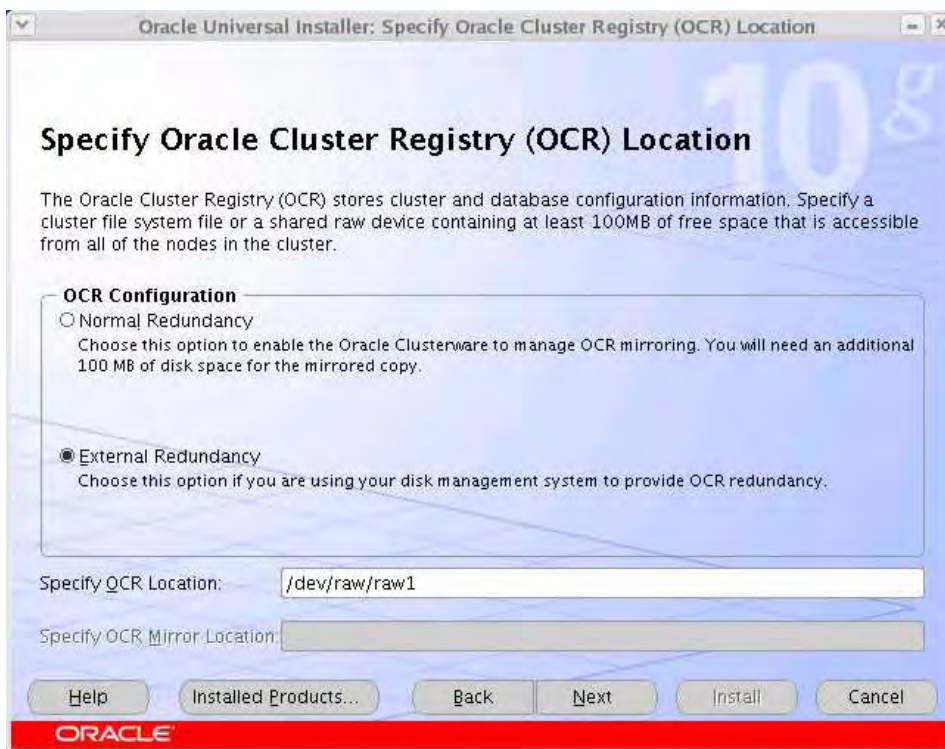 Oracle Universal Installer: Specify Oracle Cluster Registry (OCR) Location
10g
Specify Oracle Cluster Registry (OCR) Location
The Oracle Cluster Registry (OCR) stores cluster and database configuration information. Specify a
cluster file system file or a shared raw device containing at least 100MB of free space that is accessible
from all of the nodes in the cluster.
OCR Configuration
Normal Redundancy
Choose this option to enable the Oracle Clusterware to manage OCR mirroring. You will need an additional
100 MB of disk space for the mirrored copy.
External Redundancy
Choose this option if you are using your disk management system to provide OCR redundancy.
Specify OCR Location: /dev/raw/raw1
Specify OCR Mirror Location:
Help Installed Products... Back Next Install Cancel
ORACLE